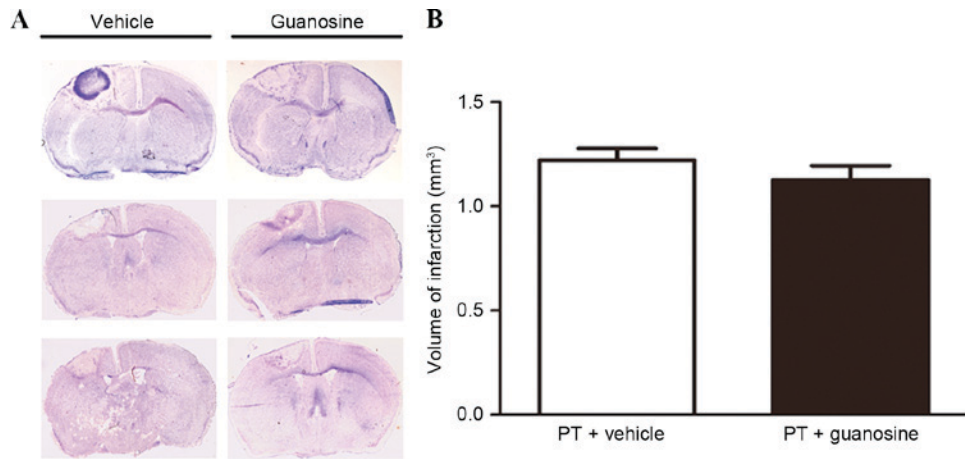 A
Vehicle Guanosine
B
Volume of infarction (mm³)
1.5
1.0
0.5
0.0
PT + vehicle PT + guanosine